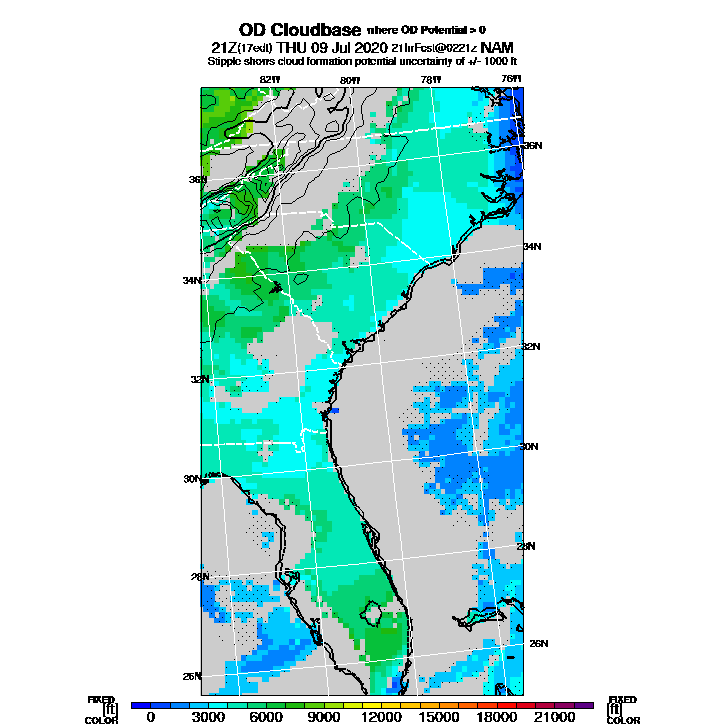 OD Cloudbase where OD Potential > 0
21Z(17edt) THU 09 Jul 2020 21hrFcst@0221z NAM
Stipple shows cloud formation potential uncertainty of +/- 1000 ft
82W 80W 78W 76W
36N 36N
34N 34N
32N 32N
30N 30N
28N 28N
26N 26N
FIXED FIXED
[ft] 0 3000 6000 9000 12000 15000 18000 21000 [ft]
COLOR COLOR